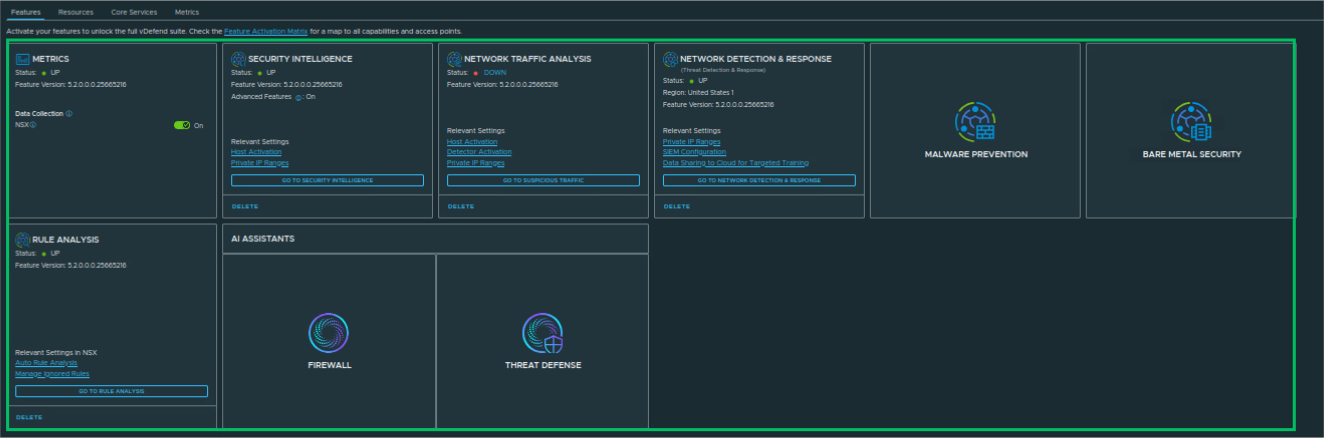 Features Resources Core Services Metrics
Activate your features to unlock the full vDefend suite. Check the Feature Activation Matrix for a map to all capabilities and access points.
METRICS
Status: UP
Feature Version: 5.2.0.0.0.25665216
Data Collection
NSX On
SECURITY INTELLIGENCE
Status: UP
Feature Version: 5.2.0.0.0.25665216
Advanced Features : On
Relevant Settings
Host Activation
Private IP Ranges
GO TO SECURITY INTELLIGENCE
DELETE
NETWORK TRAFFIC ANALYSIS
Status: DOWN
Feature Version: 5.2.0.0.0.25665216
Relevant Settings
Host Activation
Detector Activation
Private IP Ranges
GO TO SUSPICIOUS TRAFFIC
DELETE
NETWORK DETECTION & RESPONSE
(Threat Detection & Response)
Status: UP
Region: United States 1
Feature Version: 5.2.0.0.0.25665216
Relevant Settings
Private IP Ranges
SIEM Configuration
Data Sharing to Cloud for Targeted Training
GO TO NETWORK DETECTION & RESPONSE
DELETE
MALWARE PREVENTION
BARE METAL SECURITY
RULE ANALYSIS
Status: UP
Feature Version: 5.2.0.0.0.25665216
Relevant Settings in NSX
Auto Rule Analysis
Manage Ignored Rules
GO TO RULE ANALYSIS
DELETE
AI ASSISTANTS
FIREWALL
THREAT DEFENSE